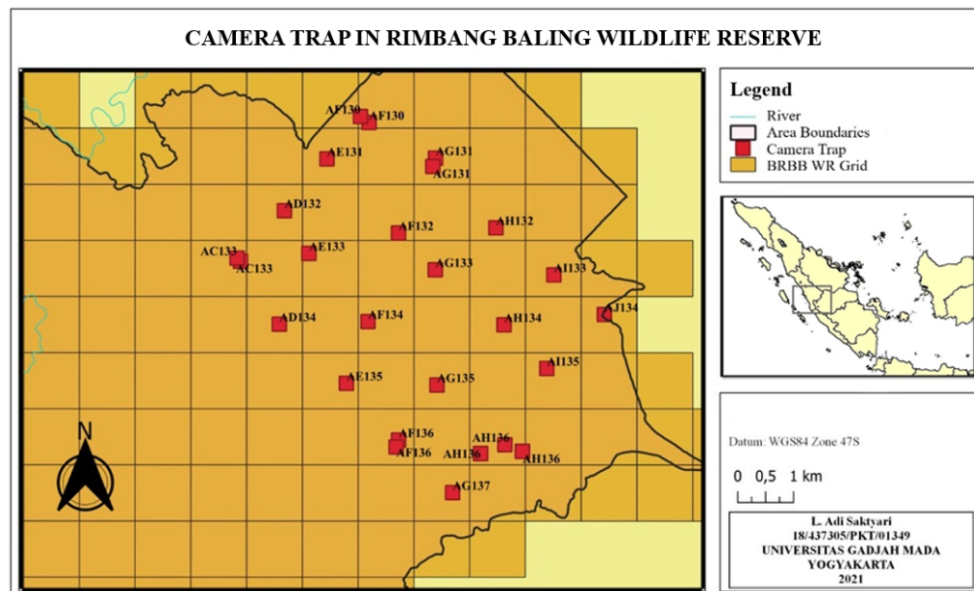 CAMERA TRAP IN RIMBANG BALING WILDLIFE RESERVE
AF130
AF130
AE131
AG131
AG131
AD132
AF132
AH132
AC133
AC133
AE133
AG133
AI133
AD134
AF134
AH134
AJ134
AE135
AG135
AI135
AF136
AF136
AH136
AH136
AH136
AG137
N
Legend
River
Area Boundaries
Camera Trap
BRBB WR Grid
Datum: WGS84 Zone 47S
0 0,5 1 km
L. Adi Saktyari
18/437305/PKT/01349
UNIVERSITAS GADJAH MADA
YOGYAKARTA
2021